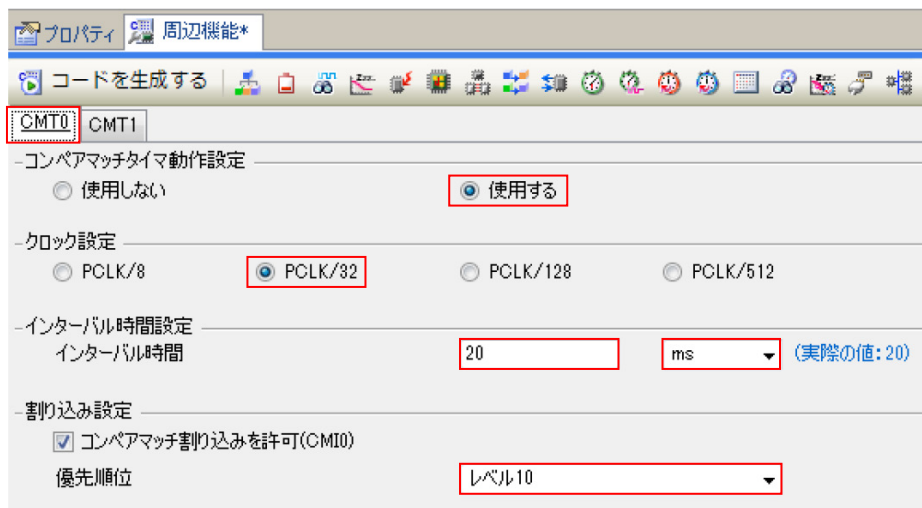 プロパティ 周辺機能*
コードを生成する
CMT0 CMT1
コンペアマッチタイマ動作設定
使用しない 使用する
クロック設定
PCLK/8 PCLK/32 PCLK/128 PCLK/512
インターバル時間設定
インターバル時間 20 ms (実際の値:20)
割り込み設定
コンペアマッチ割り込みを許可(CMI0)
優先順位 レベル10